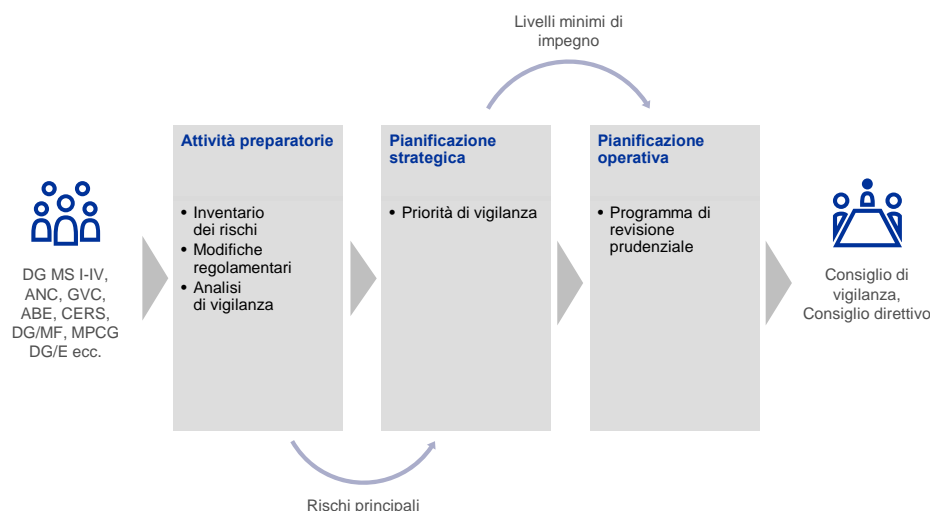 Livelli minimi di
impegno
Attività preparatorie
• Inventario
dei rischi
• Modifiche
regolamentari
• Analisi
di vigilanza
Pianificazione
strategica
• Priorità di vigilanza
Pianificazione
operativa
• Programma di
revisione
prudenziale
DG MS I-IV,
ANC, GVC,
ABE, CERS,
DG/MF, MPCG
DG/E ecc.
Consiglio di
vigilanza,
Consiglio direttivo
Rischi principali